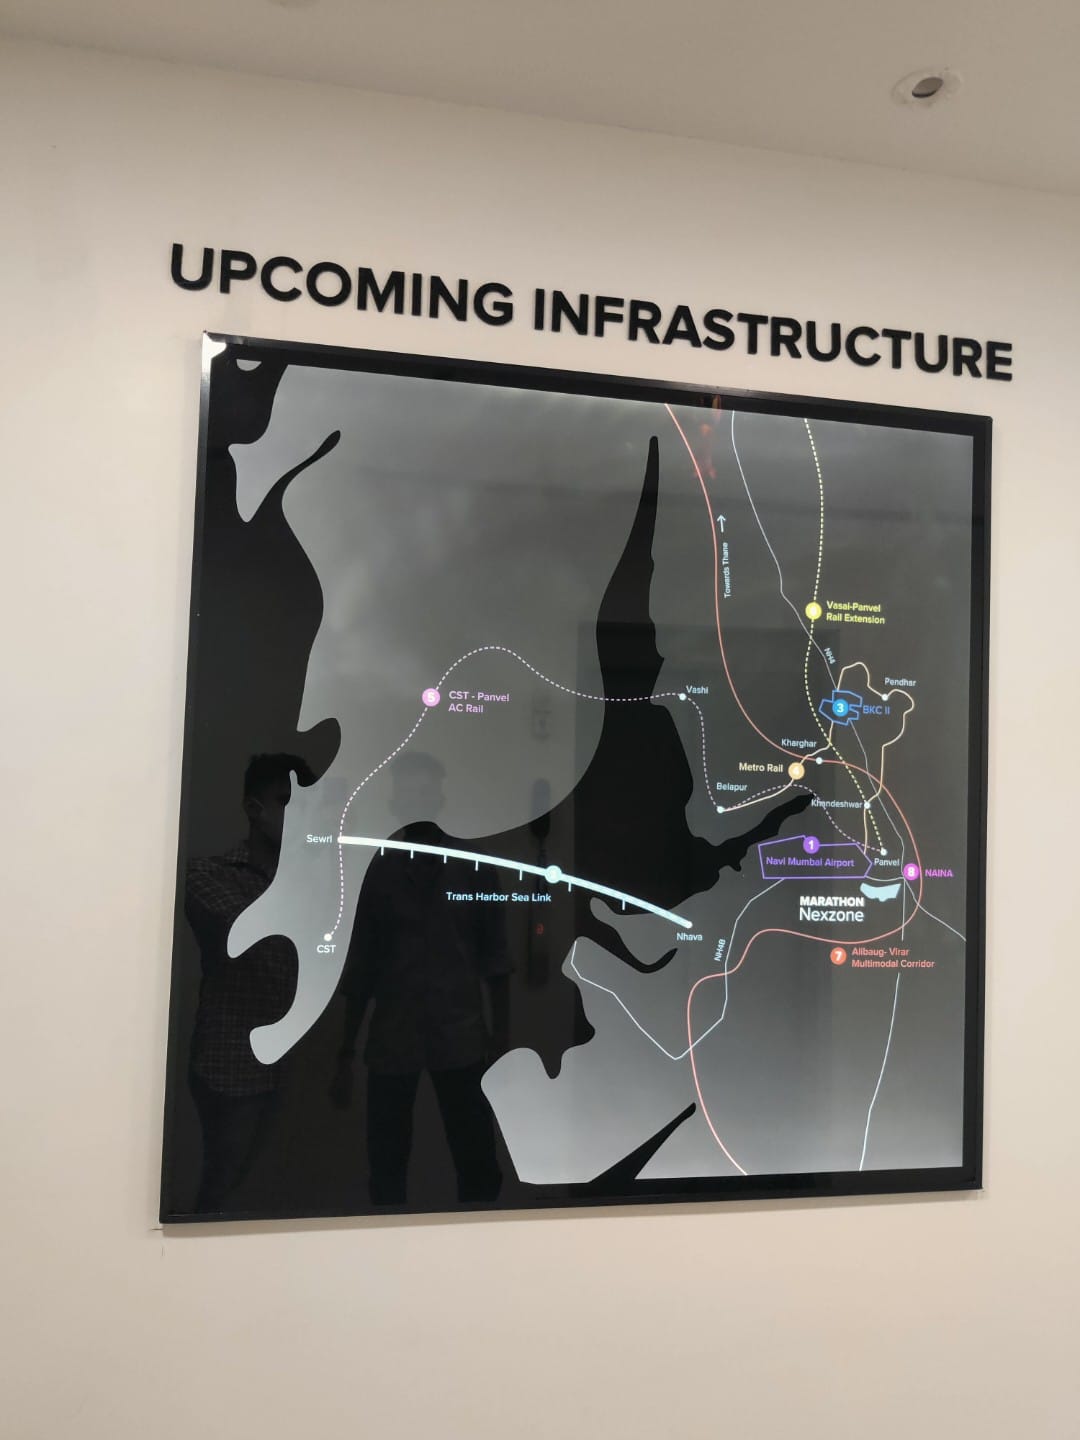 UPCOMING INFRASTRUCTURE
Towards Thane
6
Vasai-Panvel
Rail Extension
NH4
Pendhar
5
CST - Panvel
AC Rail
Vashi
3
BKC II
Kharghar
Metro Rail
4
Belapur
Khandeshwar
Sewri
1
Navi Mumbai Airport
Panvel
8
NAINA
Trans Harbor Sea Link
MARATHON
Nexzone
Nhava
NH4B
CST
7
Alibaug- Virar
Multimodal Corridor